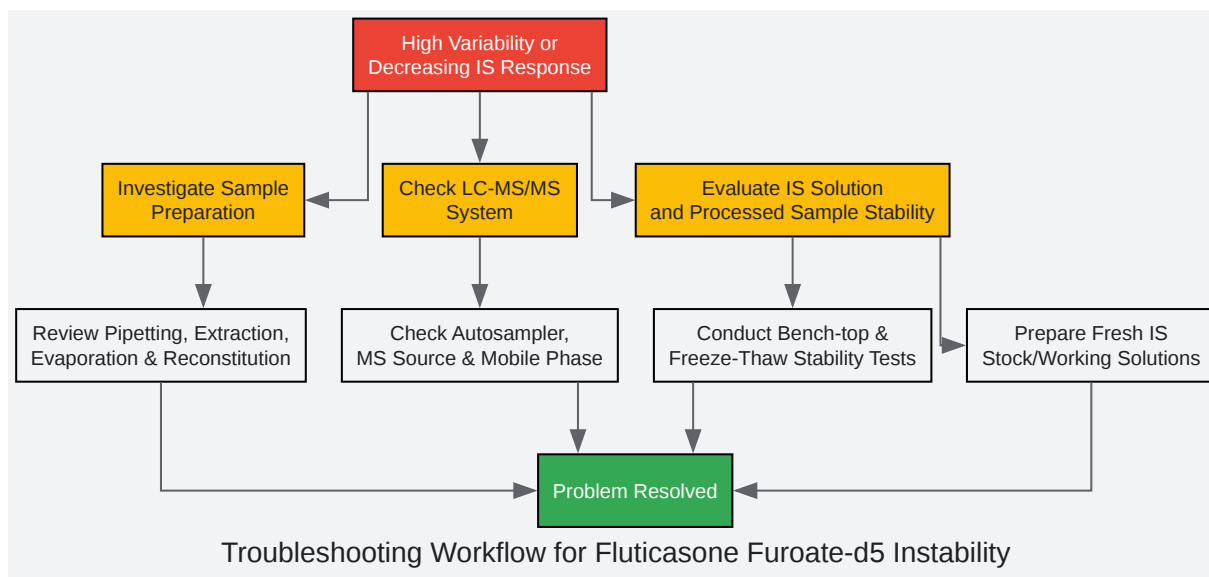 High Variability or
Decreasing IS Response
Investigate Sample
Preparation
Check LC-MS/MS
System
Evaluate IS Solution
and Processed Sample Stability
Review Pipetting, Extraction,
Evaporation & Reconstitution
Check Autosampler,
MS Source & Mobile Phase
Conduct Bench-top &
Freeze-Thaw Stability Tests
Prepare Fresh IS
Stock/Working Solutions
Problem Resolved
Troubleshooting Workflow for Fluticasone Furoate-d5 Instability